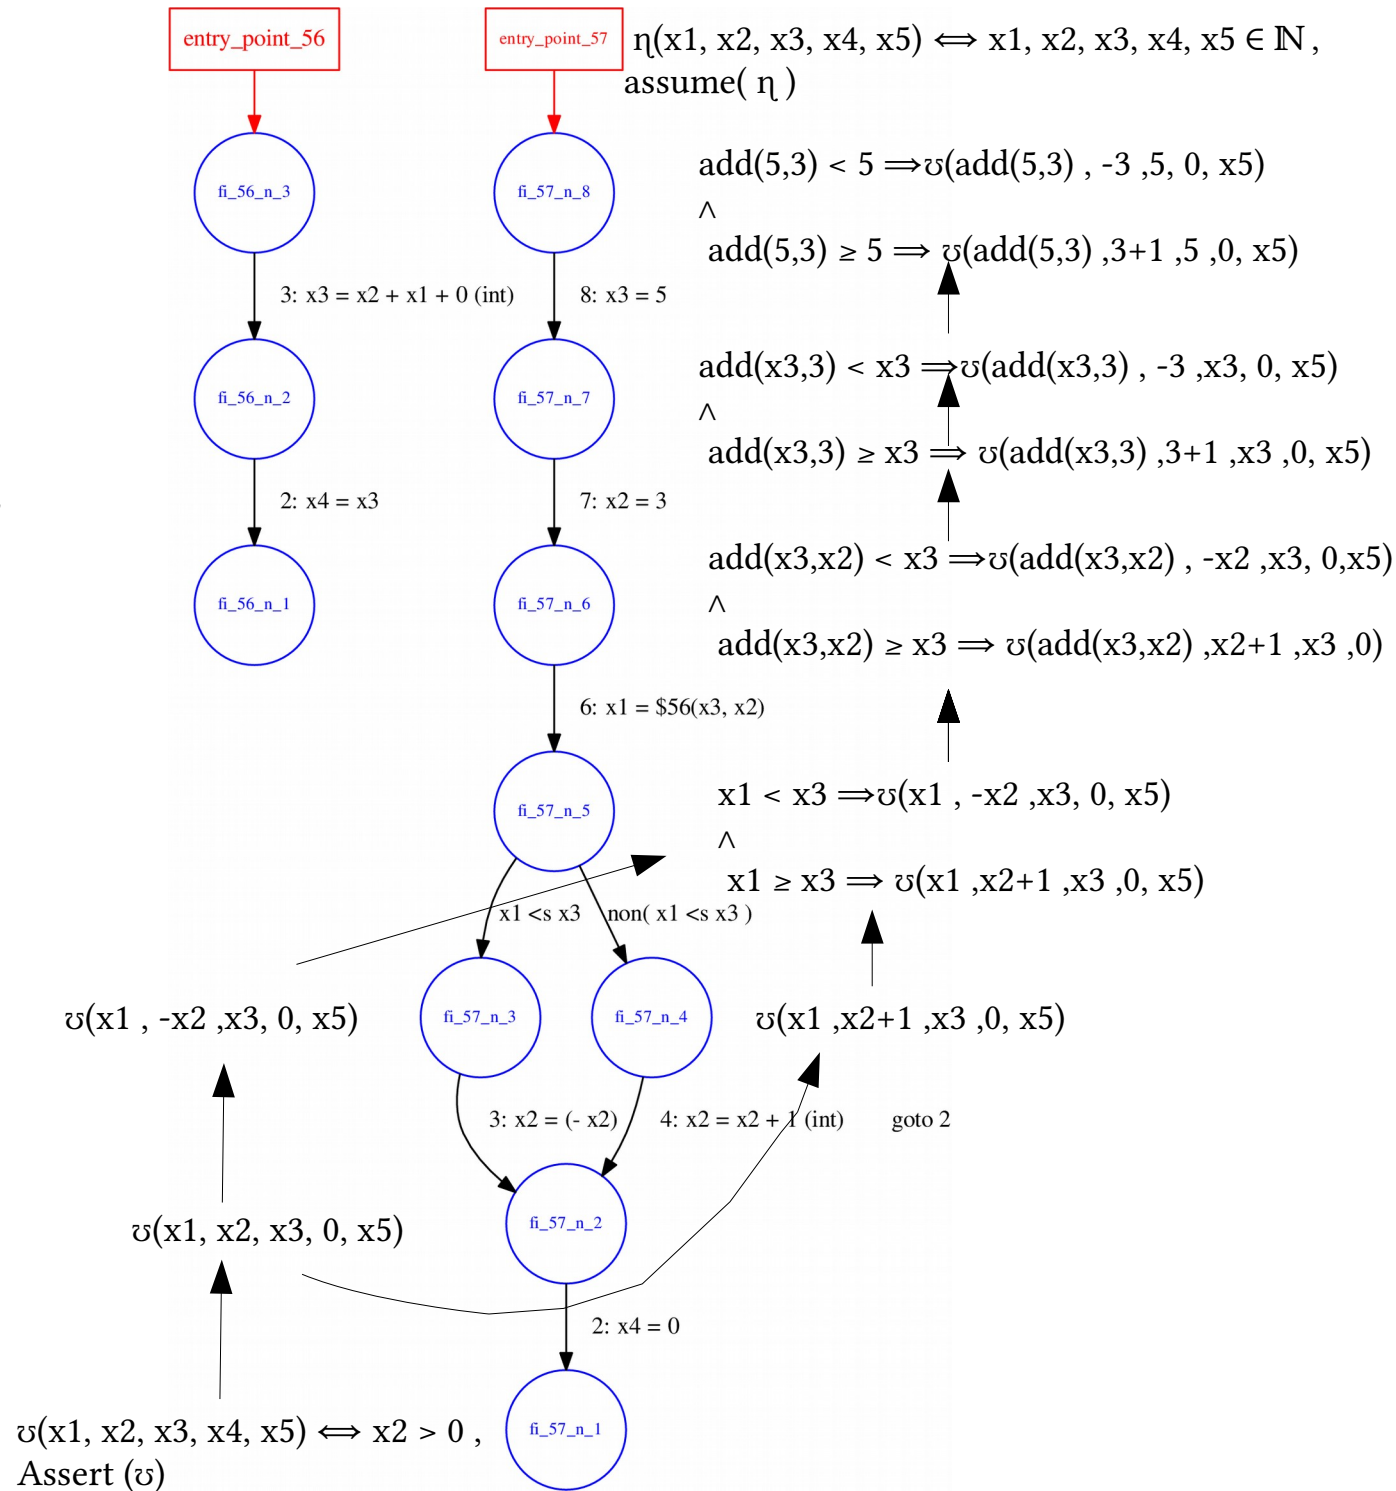 entry_point_56
entry_point_57
η(x1, x2, x3, x4, x5) ⟺ x1, x2, x3, x4, x5 ∈ ℕ ,
assume( η )
fi_56_n_3
fi_57_n_8
add(5,3) < 5 ⟹ʊ(add(5,3) , -3 ,5, 0, x5)
^
add(5,3) ≥ 5 ⟹ ʊ(add(5,3) ,3+1 ,5 ,0, x5)
3: x3 = x2 + x1 + 0 (int)
8: x3 = 5
fi_56_n_2
fi_57_n_7
add(x3,3) < x3 ⟹ʊ(add(x3,3) , -3 ,x3, 0, x5)
^
add(x3,3) ≥ x3 ⟹ ʊ(add(x3,3) ,3+1 ,x3 ,0, x5)
2: x4 = x3
7: x2 = 3
fi_56_n_1
fi_57_n_6
add(x3,x2) < x3 ⟹ʊ(add(x3,x2) , -x2 ,x3, 0,x5)
^
add(x3,x2) ≥ x3 ⟹ ʊ(add(x3,x2) ,x2+1 ,x3 ,0)
6: x1 = $56(x3, x2)
fi_57_n_5
x1 < x3 ⟹ʊ(x1 , -x2 ,x3, 0, x5)
^
x1 ≥ x3 ⟹ ʊ(x1 ,x2+1 ,x3 ,0, x5)
x1 <s x3
non( x1 <s x3 )
ʊ(x1 , -x2 ,x3, 0, x5)
fi_57_n_3
fi_57_n_4
ʊ(x1 ,x2+1 ,x3 ,0, x5)
3: x2 = (- x2)
4: x2 = x2 + 1 (int)
goto 2
ʊ(x1, x2, x3, 0, x5)
fi_57_n_2
2: x4 = 0
ʊ(x1, x2, x3, x4, x5) ⟺ x2 > 0 ,
Assert (ʊ)
fi_57_n_1